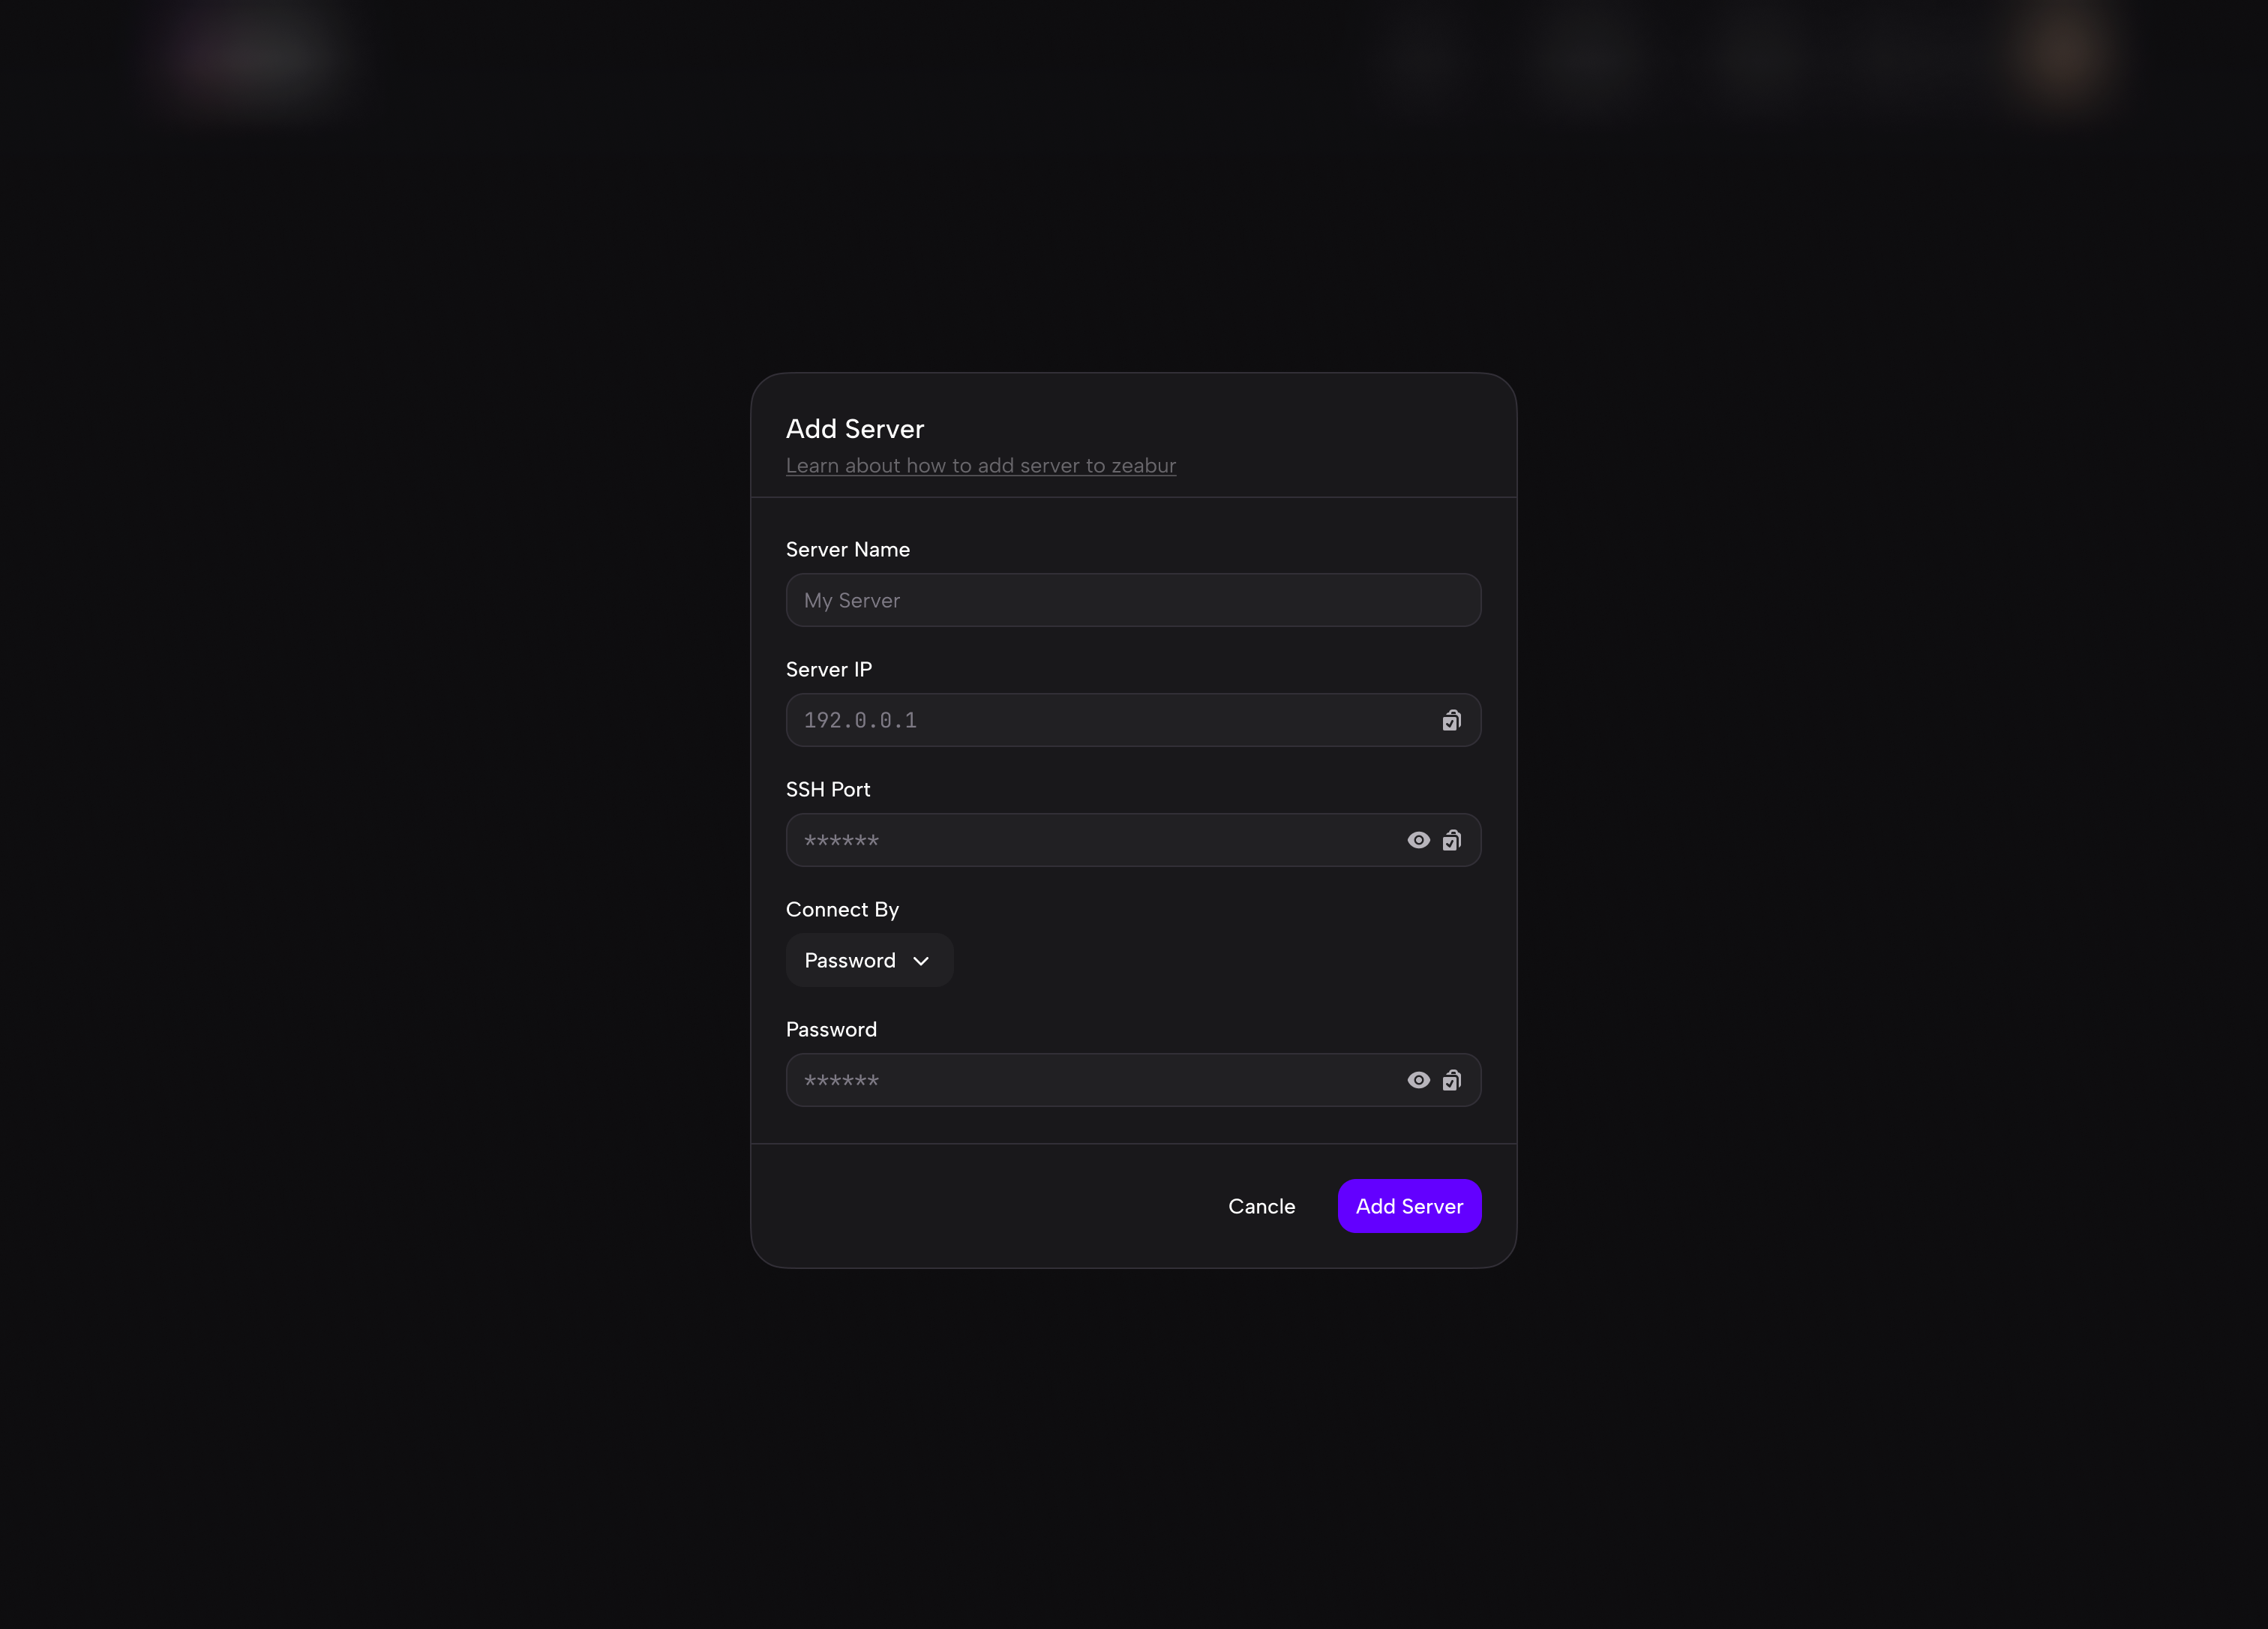 Add Server
Learn about how to add server to zeabur
Server Name
My Server
Server IP
192.0.0.1
SSH Port
******
Connect By
Password
Password
******
Cancle
Add Server